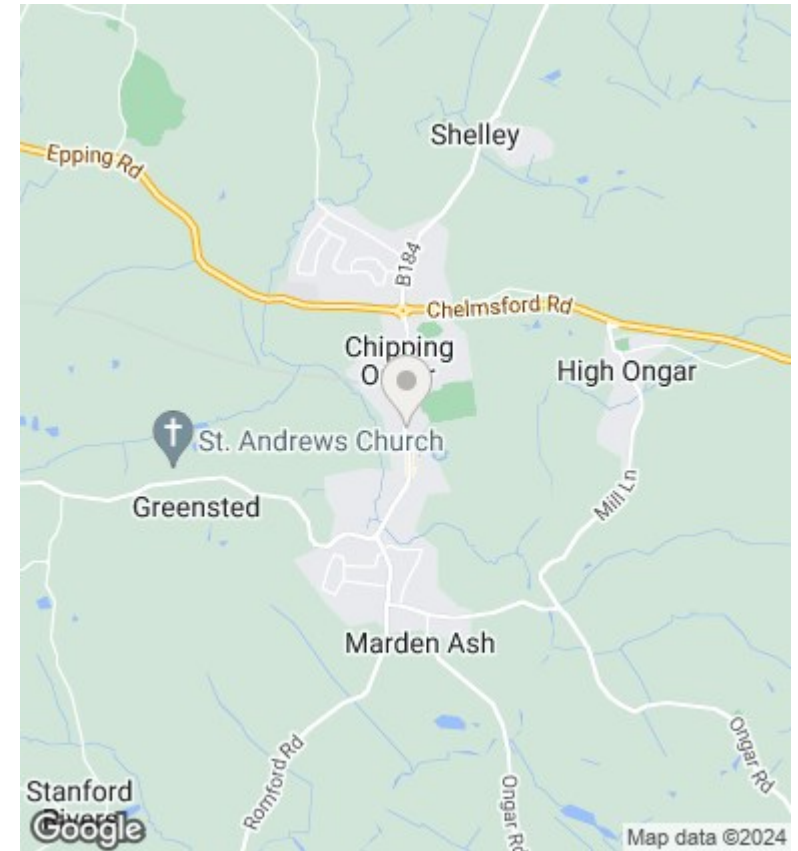 Shelley
Epping Rd
B184
Chelmsford Rd
Chipping
High Ongar
St. Andrews Church
Mill Ln
Greensted
Marden Ash
Romford Rd
Ongar Rd
Ongar Rd
Stanford
Rivers
Google
Map data ©2024